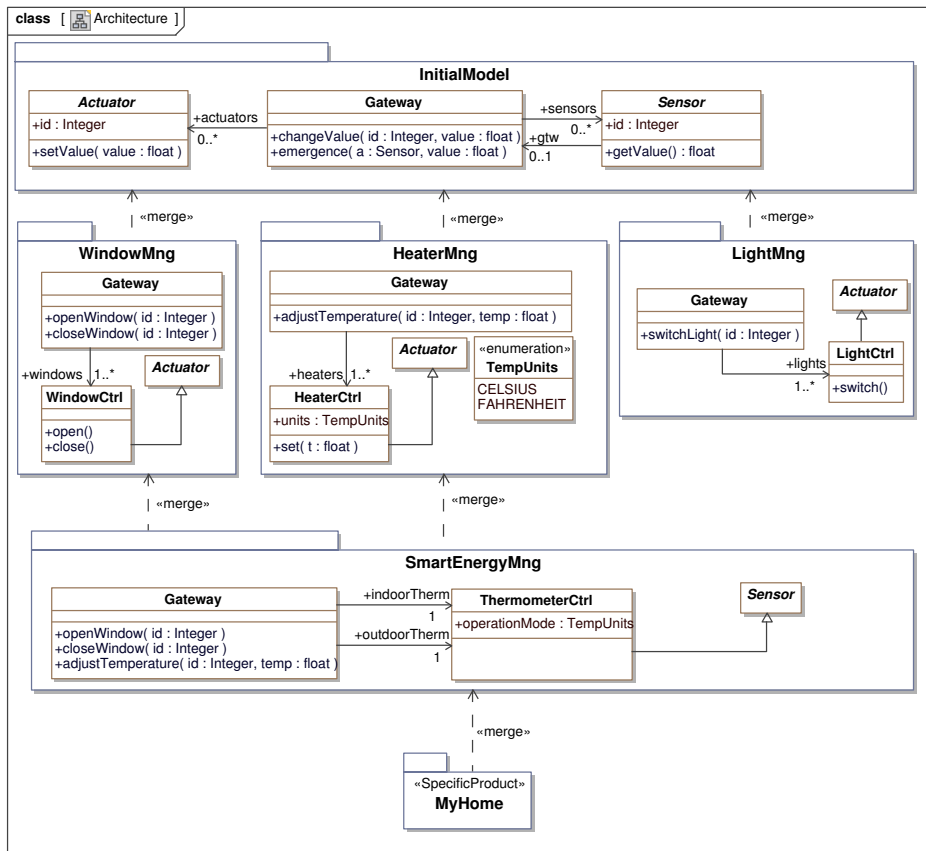 class [ Architecture ]
InitialModel
Actuator
+id : Integer
+setValue( value : float )
+actuators
0..*
Gateway
+changeValue( id : Integer, value : float )
+emergence( a : Sensor, value : float )
+sensors
0..*
+gtw
0..1
Sensor
+id : Integer
+getValue() : float
«merge»
«merge»
«merge»
WindowMng
Gateway
+openWindow( id : Integer )
+closeWindow( id : Integer )
+windows
1..*
Actuator
WindowCtrl
+open()
+close()
HeaterMng
Gateway
+adjustTemperature( id : Integer, temp : float )
+heaters
1..*
Actuator
HeaterCtrl
+units : TempUnits
+set( t : float )
«enumeration»
TempUnits
CELSIUS
FAHRENHEIT
LightMng
Gateway
+switchLight( id : Integer )
Actuator
+lights
1..*
LightCtrl
+switch()
«merge»
«merge»
SmartEnergyMng
Gateway
+openWindow( id : Integer )
+closeWindow( id : Integer )
+adjustTemperature( id : Integer, temp : float )
+indoorTherm
1
+outdoorTherm
1
ThermometerCtrl
+operationMode : TempUnits
Sensor
«merge»
«SpecificProduct»
MyHome